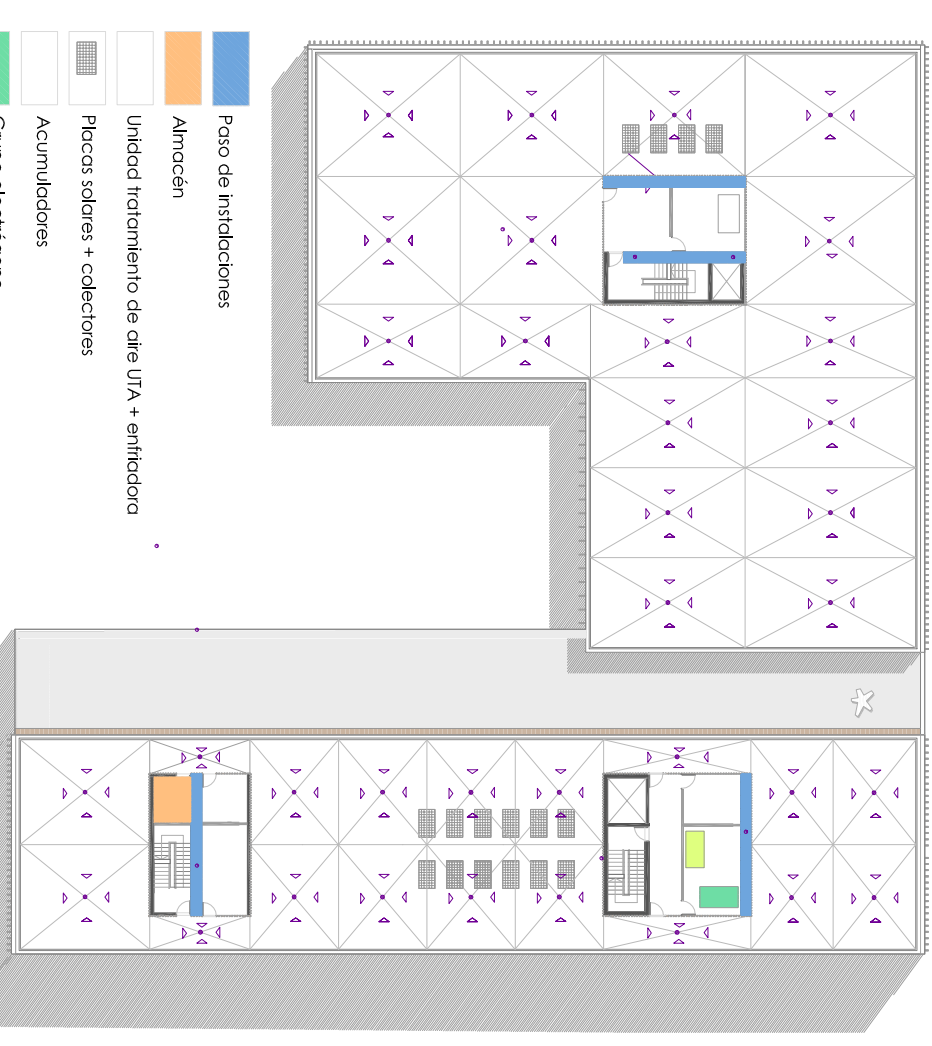 Paso de instalaciones
Almacén
Unidad tratamiento de aire UTA + enfriadora
Placas solares + colectores
Acumuladores